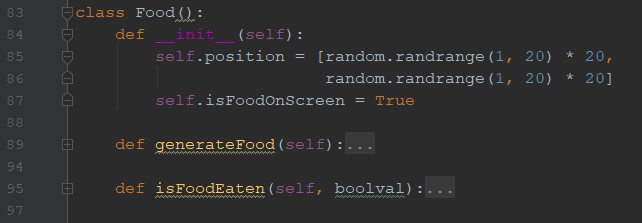 83 class Food():
84     def __init__(self):
85         self.position = [random.randrange(1, 20) * 20,
86                          random.randrange(1, 20) * 20]
87         self.isFoodOnScreen = True
88
89     def generateFood(self):...
94
95     def isFoodEaten(self, boolval):...
97